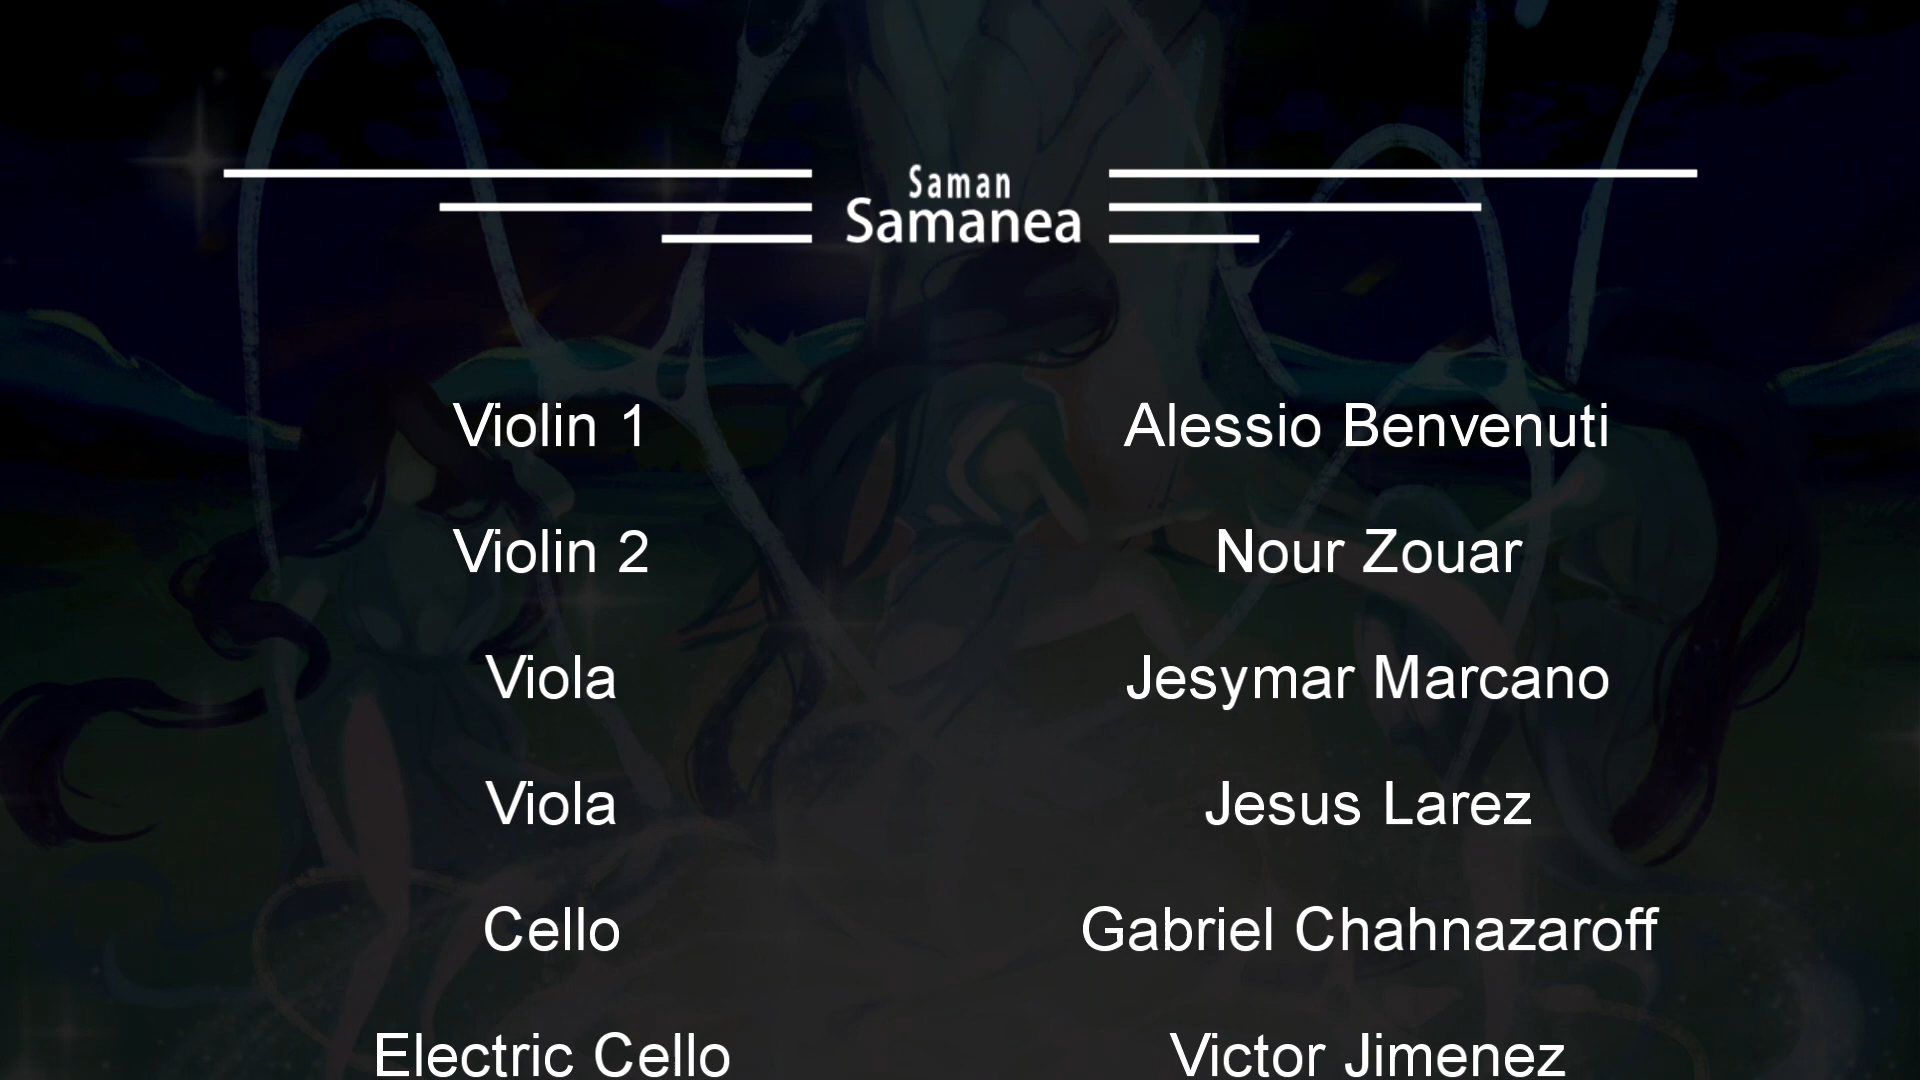 Saman
Samanea
Violin 1 Alessio Benvenuti
Violin 2 Nour Zouar
Viola Jesymar Marcano
Viola Jesus Larez
Cello Gabriel Chahnazaroff
Electric Cello Victor Jimenez